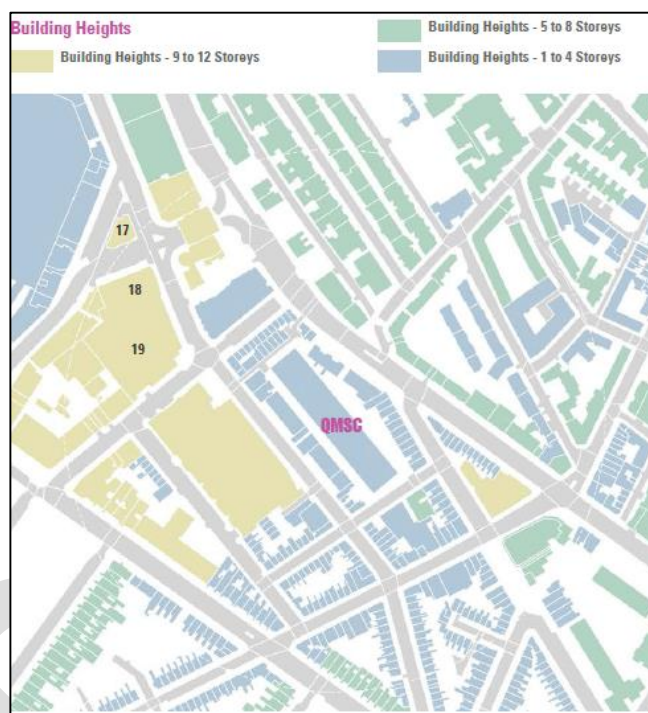 Building Heights
Building Heights - 5 to 8 Storeys
Building Heights - 9 to 12 Storeys
Building Heights - 1 to 4 Storeys
17
18
19
QMSC